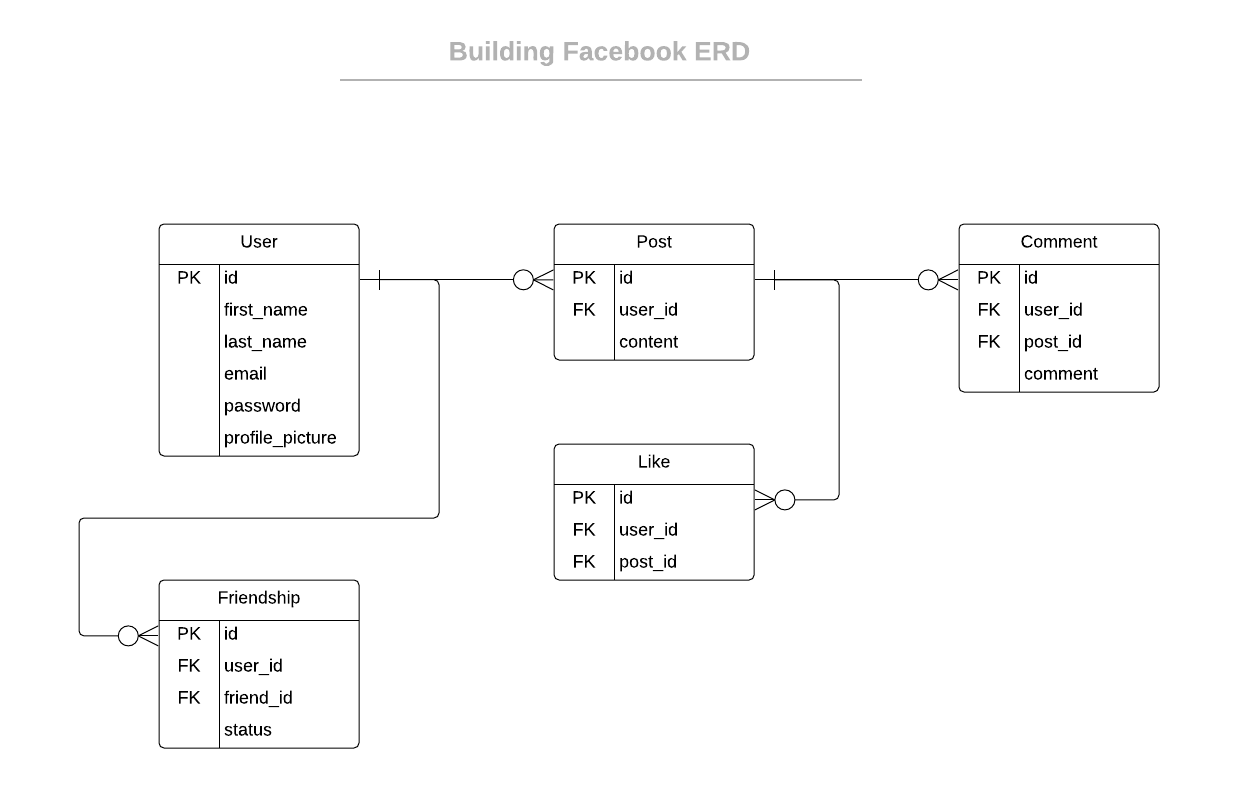 Building Facebook ERD
User
PK id
first_name
last_name
email
password
profile_picture
Post
PK id
FK user_id
content
Comment
PK id
FK user_id
FK post_id
comment
Like
PK id
FK user_id
FK post_id
Friendship
PK id
FK user_id
FK friend_id
status